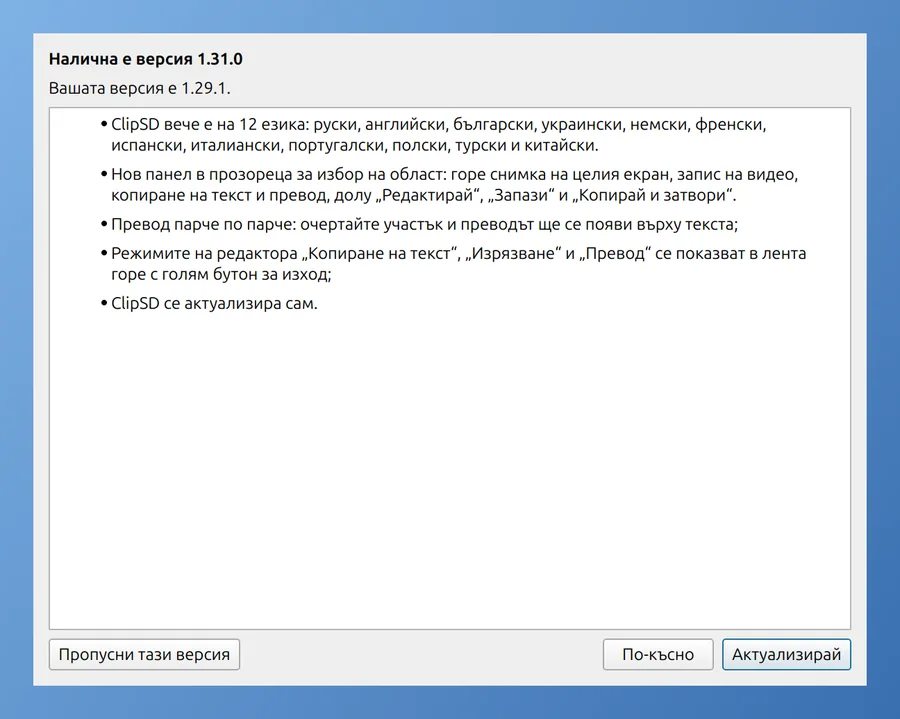 Налична е версия 1.31.0
Вашата версия е 1.29.1.
• ClipSD вече е на 12 езика: руски, английски, български, украински, немски, френски,
испански, италиански, португалски, полски, турски и китайски.
• Нов панел в прозореца за избор на област: горе снимка на целия екран, запис на видео,
копиране на текст и превод, долу „Редактирай“, „Запази“ и „Копирай и затвори“.
• Превод парче по парче: очертайте участък и преводът ще се появи върху текста;
• Режимите на редактора „Копиране на текст“, „Изрязване“ и „Превод“ се показват в лента
горе с голям бутон за изход;
• ClipSD се актуализира сам.
Пропусни тази версия
По-късно
Актуализирай